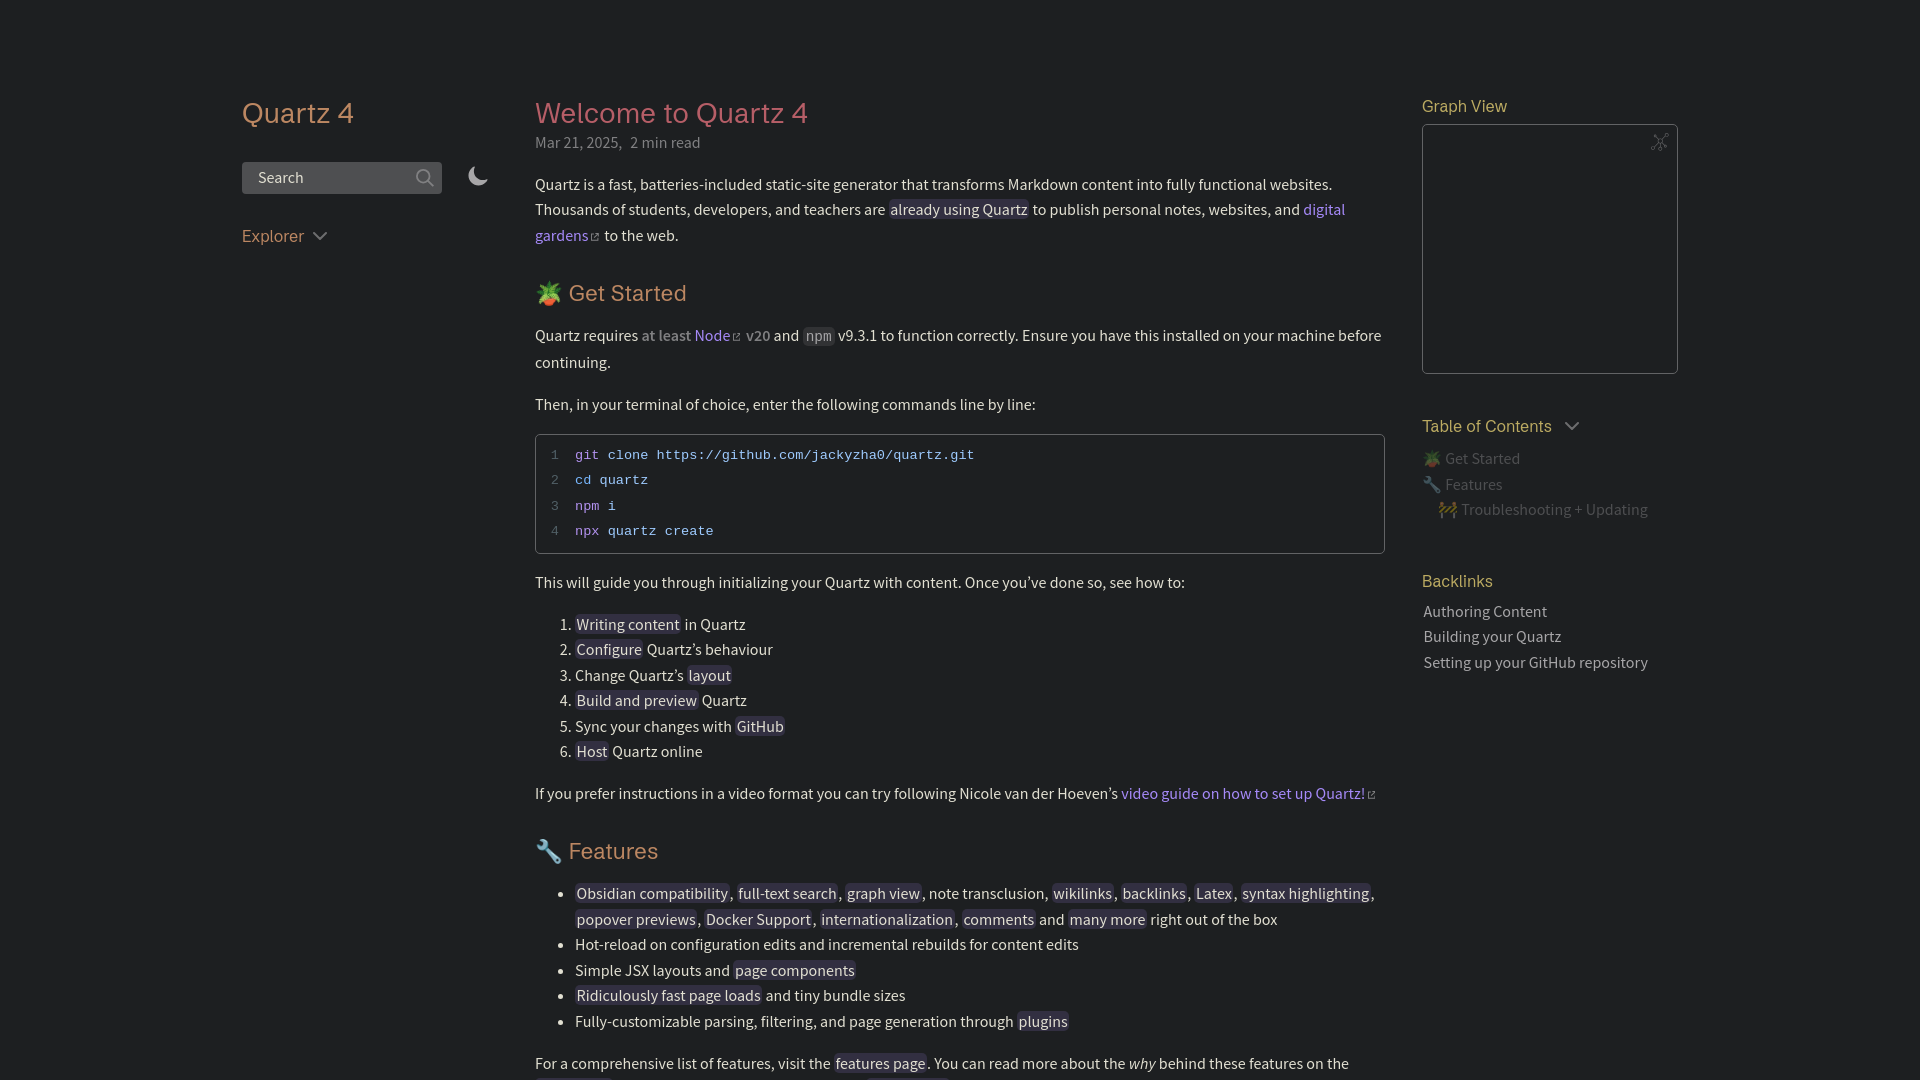 Quartz 4
Search
Explorer
Welcome to Quartz 4
Mar 21, 2025, 2 min read
Quartz is a fast, batteries-included static-site generator that transforms Markdown content into fully functional websites.
Thousands of students, developers, and teachers are already using Quartz to publish personal notes, websites, and digital
gardens to the web.
🪴 Get Started
Quartz requires at least Node v20 and npm v9.3.1 to function correctly. Ensure you have this installed on your machine before
continuing.
Then, in your terminal of choice, enter the following commands line by line:
1 git clone https://github.com/jackyzha0/quartz.git
2 cd quartz
3 npm i
4 npx quartz create
This will guide you through initializing your Quartz with content. Once you’ve done so, see how to:
1. Writing content in Quartz
2. Configure Quartz’s behaviour
3. Change Quartz’s layout
4. Build and preview Quartz
5. Sync your changes with GitHub
6. Host Quartz online
If you prefer instructions in a video format you can try following Nicole van der Hoeven’s video guide on how to set up Quartz!
🔧 Features
• Obsidian compatibility, full-text search, graph view, note transclusion, wikilinks, backlinks, Latex, syntax highlighting,
popover previews, Docker Support, internationalization, comments and many more right out of the box
• Hot-reload on configuration edits and incremental rebuilds for content edits
• Simple JSX layouts and page components
• Ridiculously fast page loads and tiny bundle sizes
• Fully-customizable parsing, filtering, and page generation through plugins
For a comprehensive list of features, visit the features page. You can read more about the why behind these features on the
Graph View
Table of Contents
🪴 Get Started
🔧 Features
🚧 Troubleshooting + Updating
Backlinks
Authoring Content
Building your Quartz
Setting up your GitHub repository